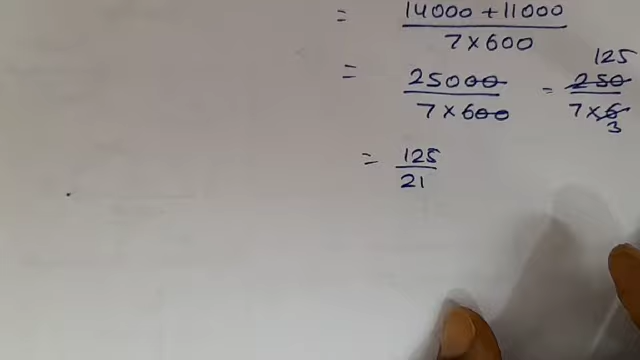 = 14000 + 11000 / 7 × 600
= 25000 / 7 × 600 = 250 / 7 × 6 125 3
= 125 / 21